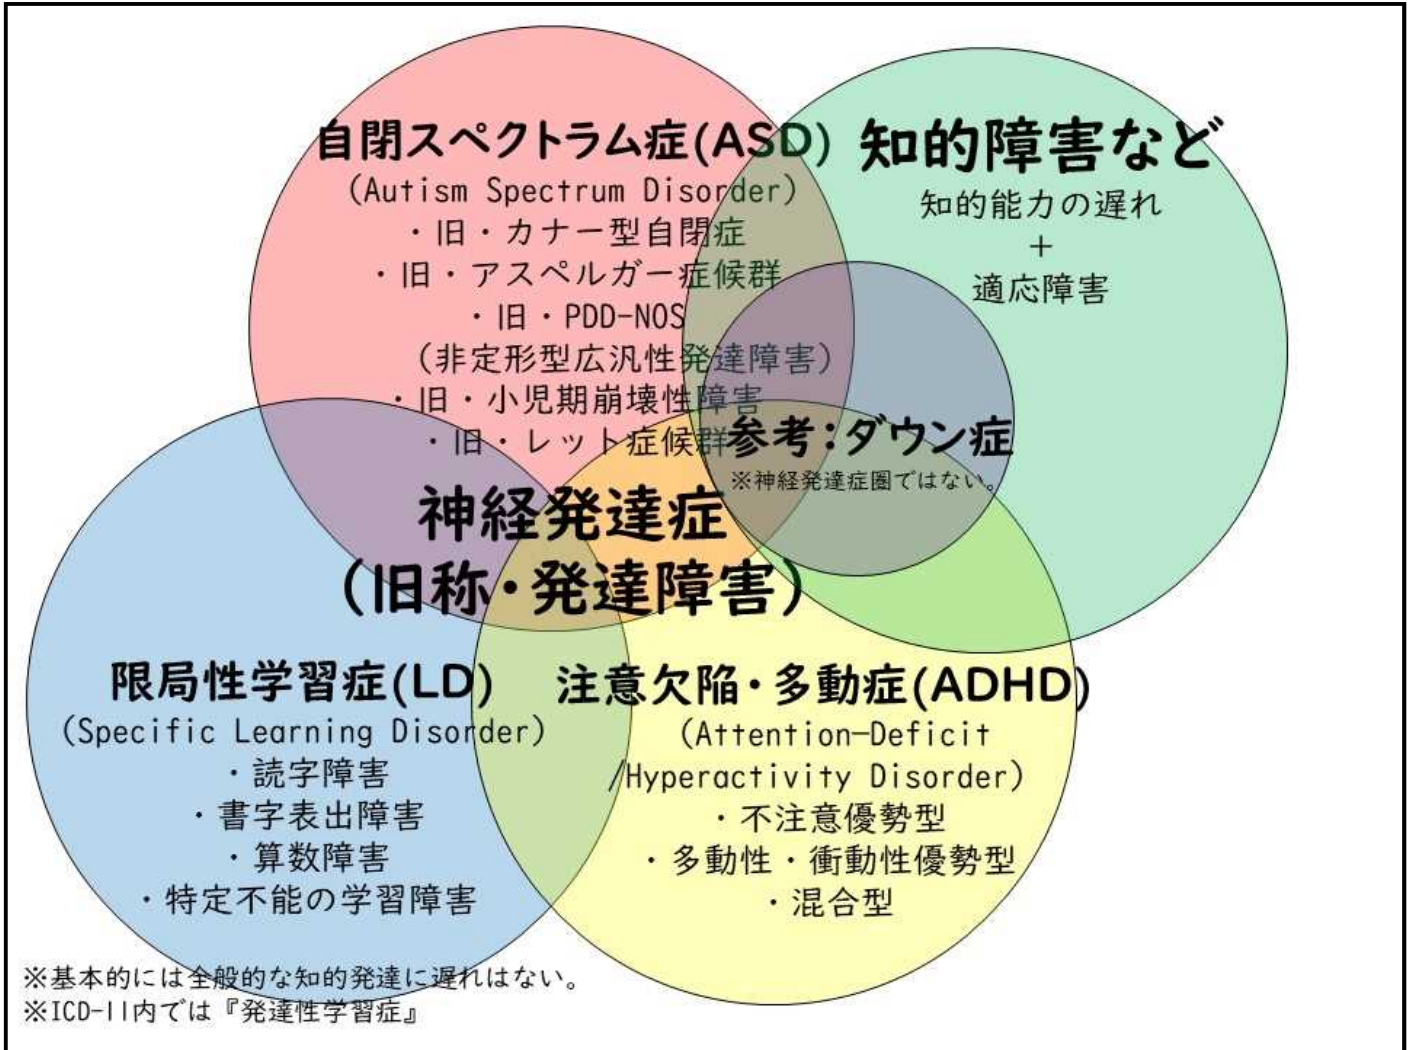 自閉スペクトラム症(ASD)
(Autism Spectrum Disorder)
・旧・カナー型自閉症
・旧・アスペルガー症候群
・旧・PDD-NOS
(非定形型広汎性発達障害)
・旧・小児期崩壊性障害
・旧・レット症候群
知的障害など
知的能力の遅れ
+
適応障害
参考:ダウン症
※神経発達症圏ではない。
神経発達症
(旧称・発達障害)
限局性学習症(LD)
(Specific Learning Disorder)
・読字障害
・書字表出障害
・算数障害
・特定不能の学習障害
注意欠陥・多動症(ADHD)
(Attention-Deficit
/Hyperactivity Disorder)
・不注意優勢型
・多動性・衝動性優勢型
・混合型
※基本的には全般的な知的発達に遅れはない。
※ICD-11内では『発達性学習症』